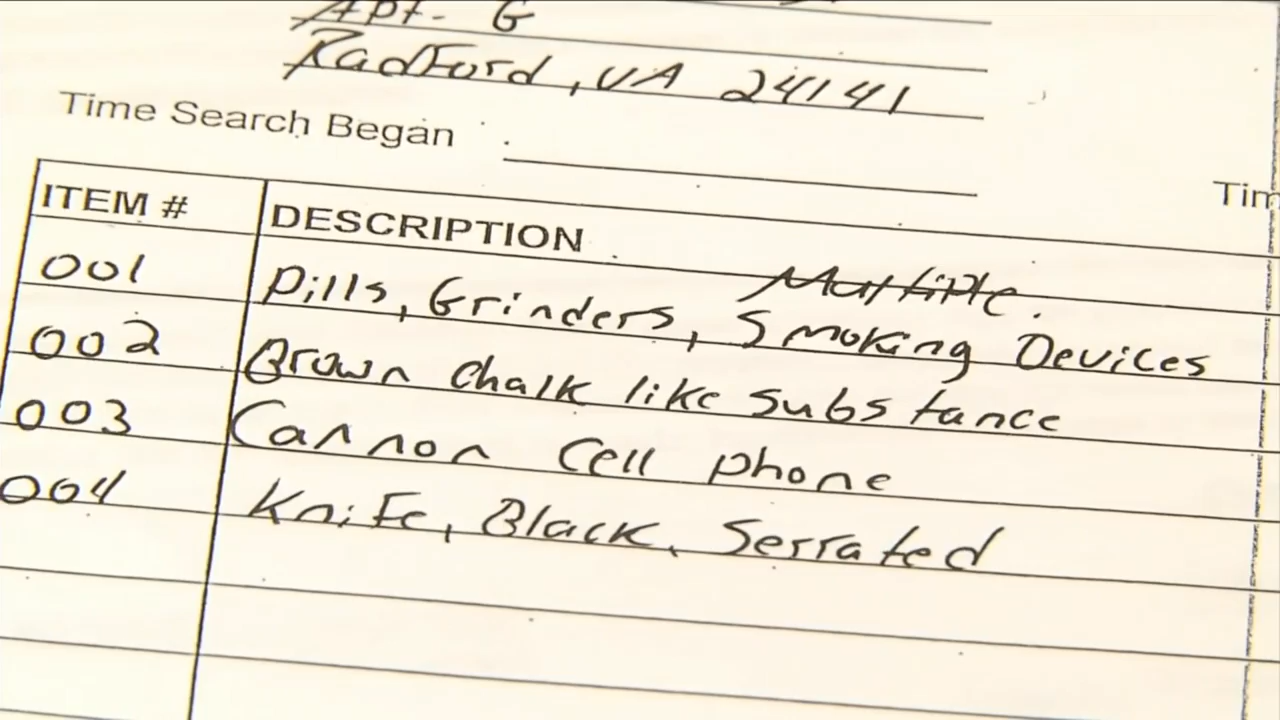 Apt. G
Radford, VA 24141
Time Search Began
Tim
ITEM # DESCRIPTION
Multiple
001 Pills, Grinders, Smoking Devices
002 Brown chalk like substance
003 Cannon Cell phone
004 Knife, Black, Serrated